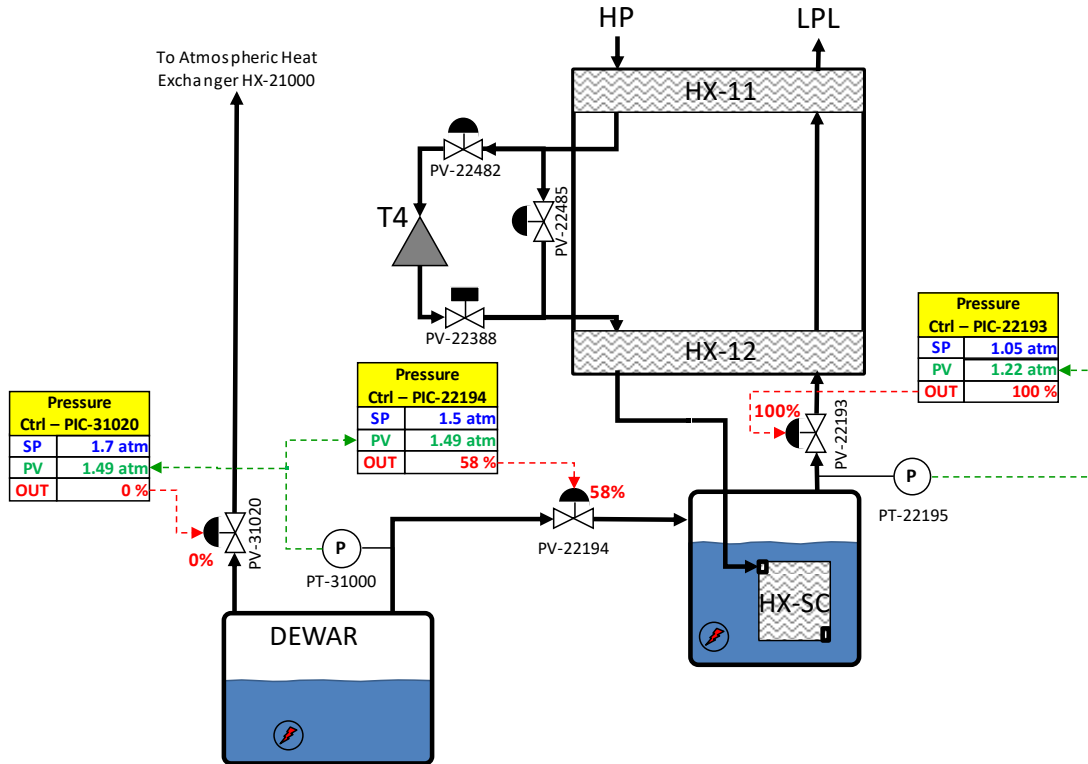 HP
LPL
To Atmospheric Heat
Exchanger HX-21000
HX-11
PV-22482
T4
PV-22485
PV-22388
HX-12
Pressure
Ctrl – PIC-22193
SP 1.05 atm
PV 1.22 atm
OUT 100 %
Pressure
Ctrl – PIC-22194
SP 1.5 atm
PV 1.49 atm
OUT 58 %
Pressure
Ctrl – PIC-31020
SP 1.7 atm
PV 1.49 atm
OUT 0 %
100%
PV-22193
P
PT-22195
58%
PV-22194
PV-31020
0%
P
PT-31000
HX-SC
DEWAR